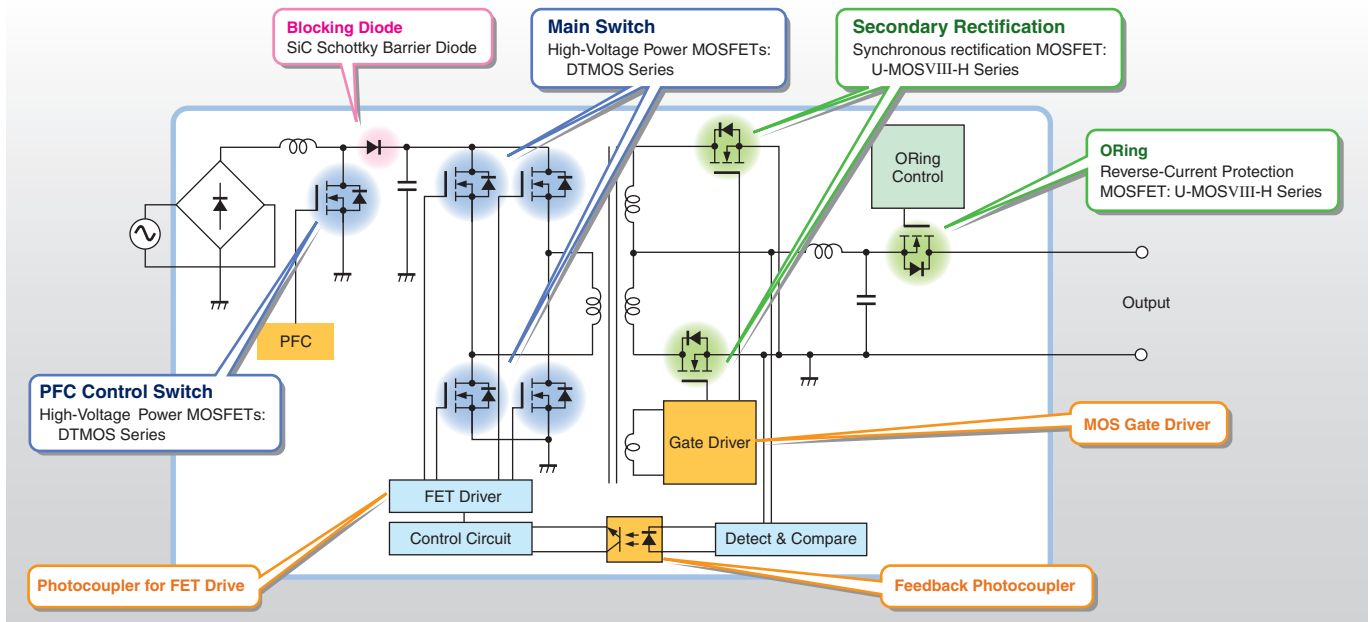 Blocking Diode
SiC Schottky Barrier Diode
Main Switch
High-Voltage Power MOSFETs:
DTMOS Series
Secondary Rectification
Synchronous rectification MOSFET:
U-MOSVIII-H Series
ORing
Control
ORing
Reverse-Current Protection
MOSFET: U-MOSVIII-H Series
Output
PFC
PFC Control Switch
High-Voltage Power MOSFETs:
DTMOS Series
Gate Driver
MOS Gate Driver
FET Driver
Control Circuit
Detect & Compare
Photocoupler for FET Drive
Feedback Photocoupler